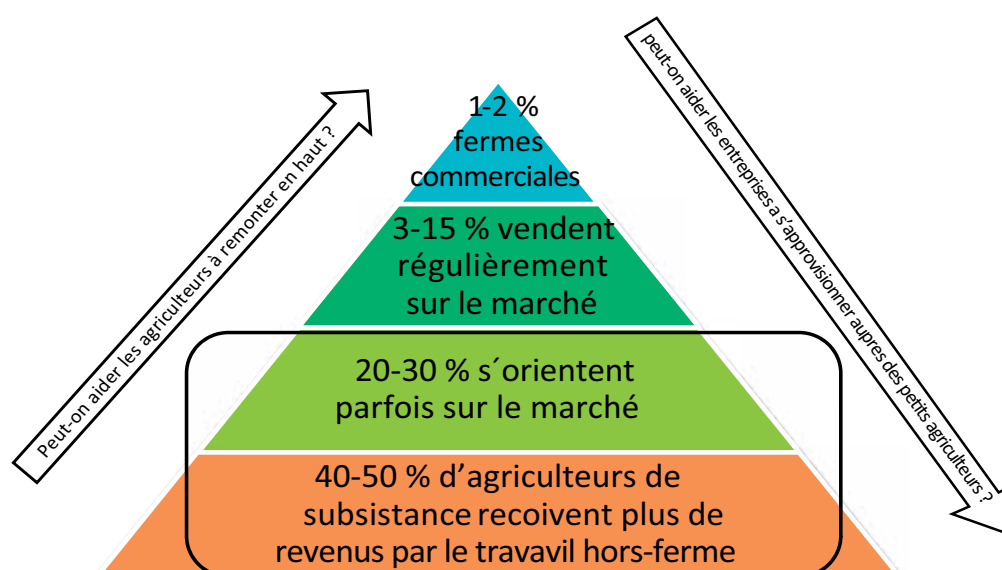 Peut-on aider les agriculteurs à remonter en haut ?
peut-on aider les entreprises a s'approvisionner aupres des petits agriculteurs ?
1-2 %
fermes
commerciales
3-15 % vendent
régulièrement
sur le marché
20-30 % s´orientent
parfois sur le marché
40-50 % d’agriculteurs de
subsistance recoivent plus de
revenus par le travavil hors-ferme